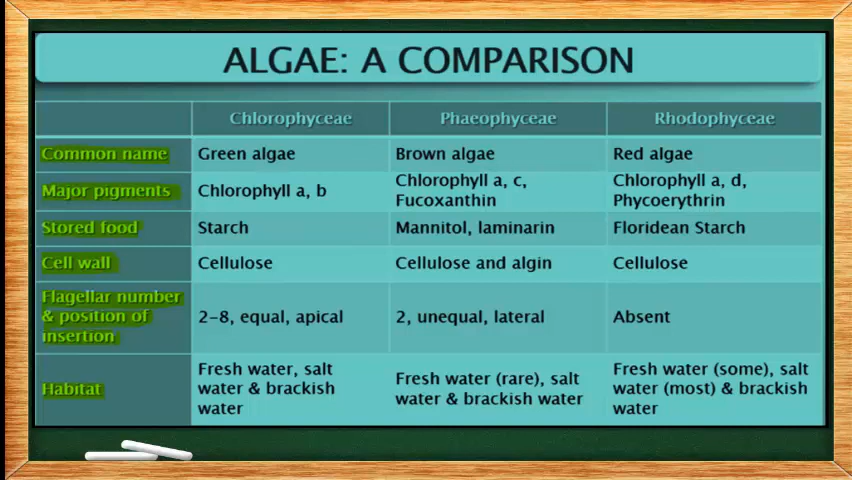 ALGAE: A COMPARISON
Chlorophyceae Phaeophyceae Rhodophyceae
Common name Green algae Brown algae Red algae
Major pigments Chlorophyll a, b Chlorophyll a, c, Fucoxanthin Chlorophyll a, d, Phycoerythrin
Stored food Starch Mannitol, laminarin Floridean Starch
Cell wall Cellulose Cellulose and algin Cellulose
Flagellar number & position of insertion 2-8, equal, apical 2, unequal, lateral Absent
Habitat Fresh water, salt water & brackish water Fresh water (rare), salt water & brackish water Fresh water (some), salt water (most) & brackish water